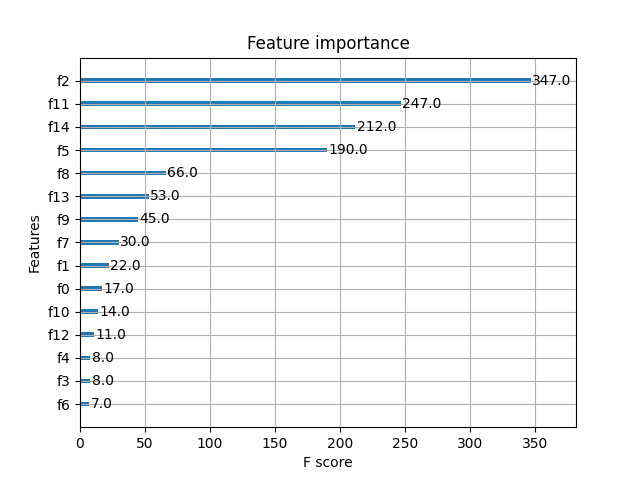 Feature importance
f2 347.0
f11 247.0
f14 212.0
f5 190.0
f8 66.0
f13 53.0
f9 45.0
f7 30.0
f1 22.0
f0 17.0
f10 14.0
f12 11.0
f4 8.0
f3 8.0
f6 7.0
Features
0 50 100 150 200 250 300 350
F score